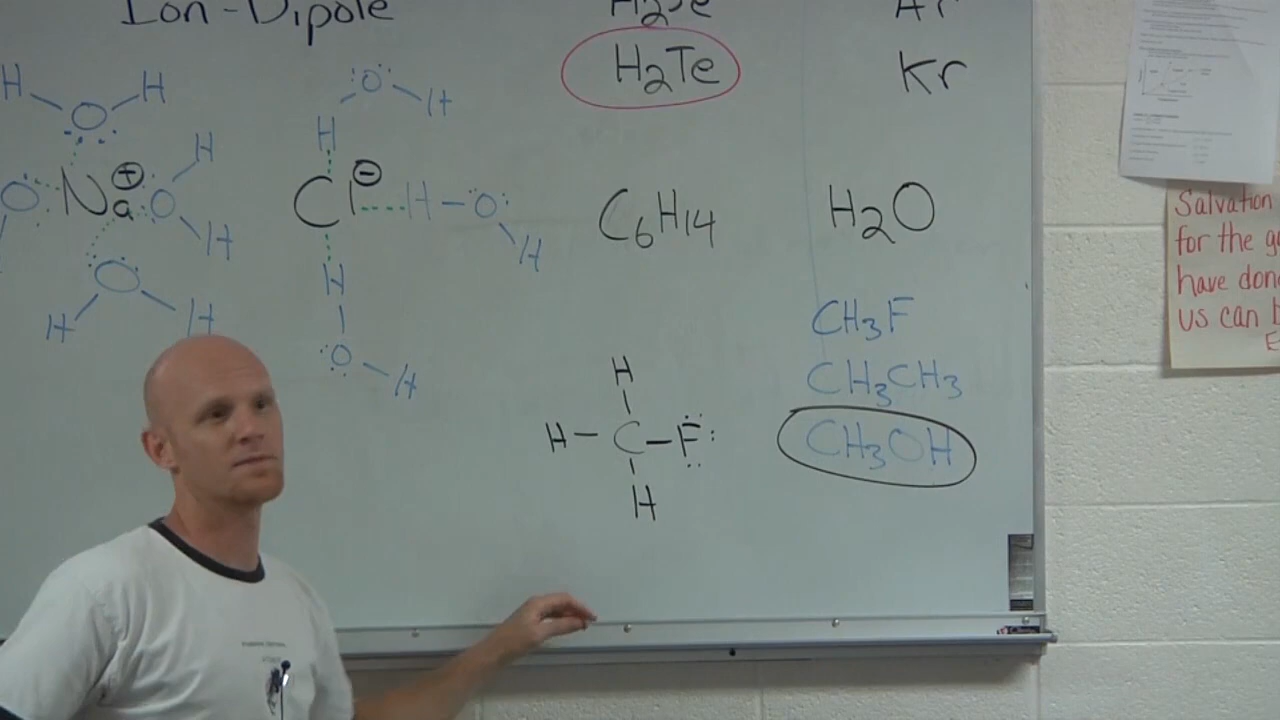 Ion-Dipole
H2Se
Ar
H2Te
Kr
H
H
O
O
H
H
H
Na
+
O
H
O
H
Cl
-
H-O
H
H
O
H
H
O
H
C6H14
H2O
CH3F
CH3CH3
CH3OH
H
H-C-F
H
Salvation
for the
have don
us can